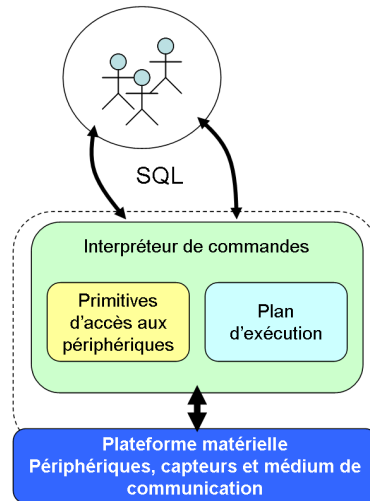 SQL
Interpréteur de commandes
Primitives
d'accès aux
périphériques
Plan
d'exécution
Plateforme matérielle
Périphériques, capteurs et médium de
communication